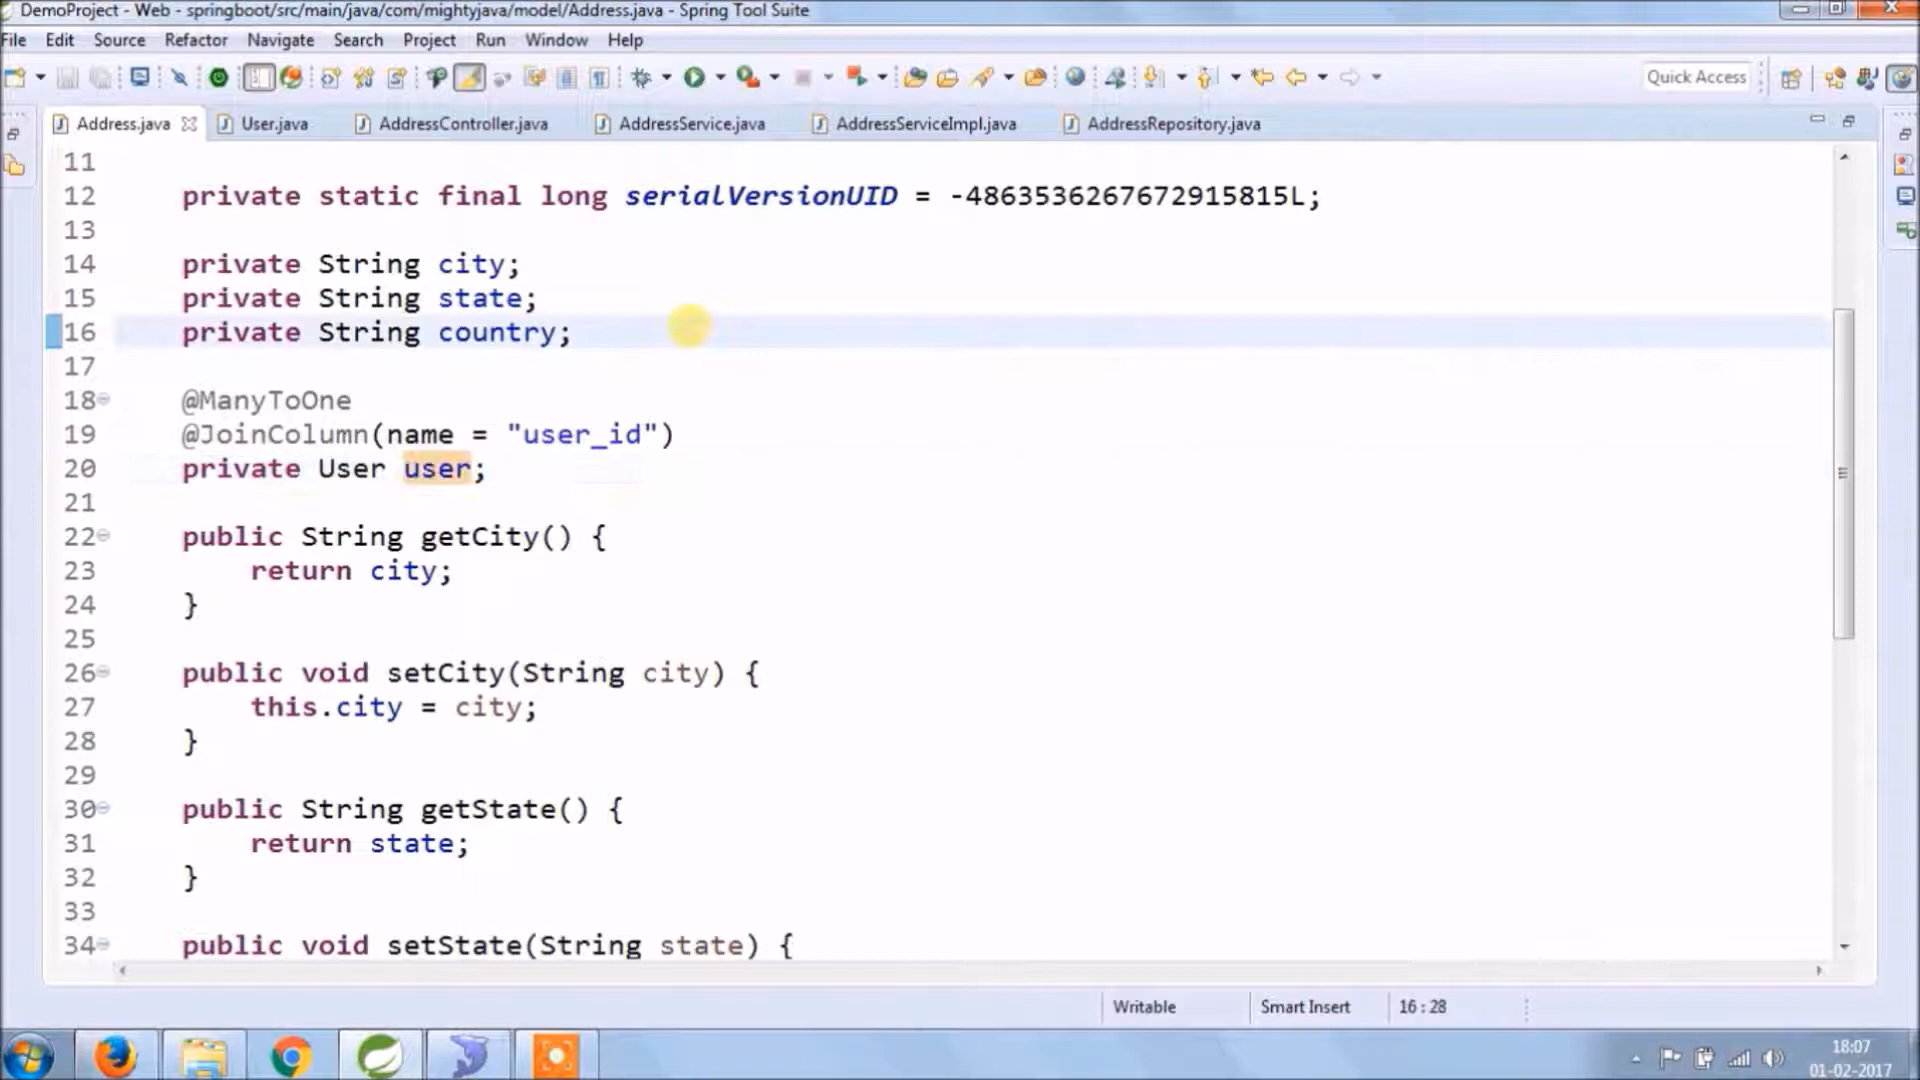 DemoProject - Web - springboot/src/main/java/com/mightyjava/model/Address.java - Spring Tool Suite
File Edit Source Refactor Navigate Search Project Run Window Help
Quick Access
Address.java User.java AddressController.java AddressService.java AddressServiceImpl.java AddressRepository.java
11
12 private static final long serialVersionUID = -4863536267672915815L;
13
14 private String city;
15 private String state;
16 private String country;
17
18 @ManyToOne
19 @JoinColumn(name = "user_id")
20 private User user;
21
22 public String getCity() {
23 return city;
24 }
25
26 public void setCity(String city) {
27 this.city = city;
28 }
29
30 public String getState() {
31 return state;
32 }
33
34 public void setState(String state) {
Writable Smart Insert 16 : 28
18:07
01-02-2017